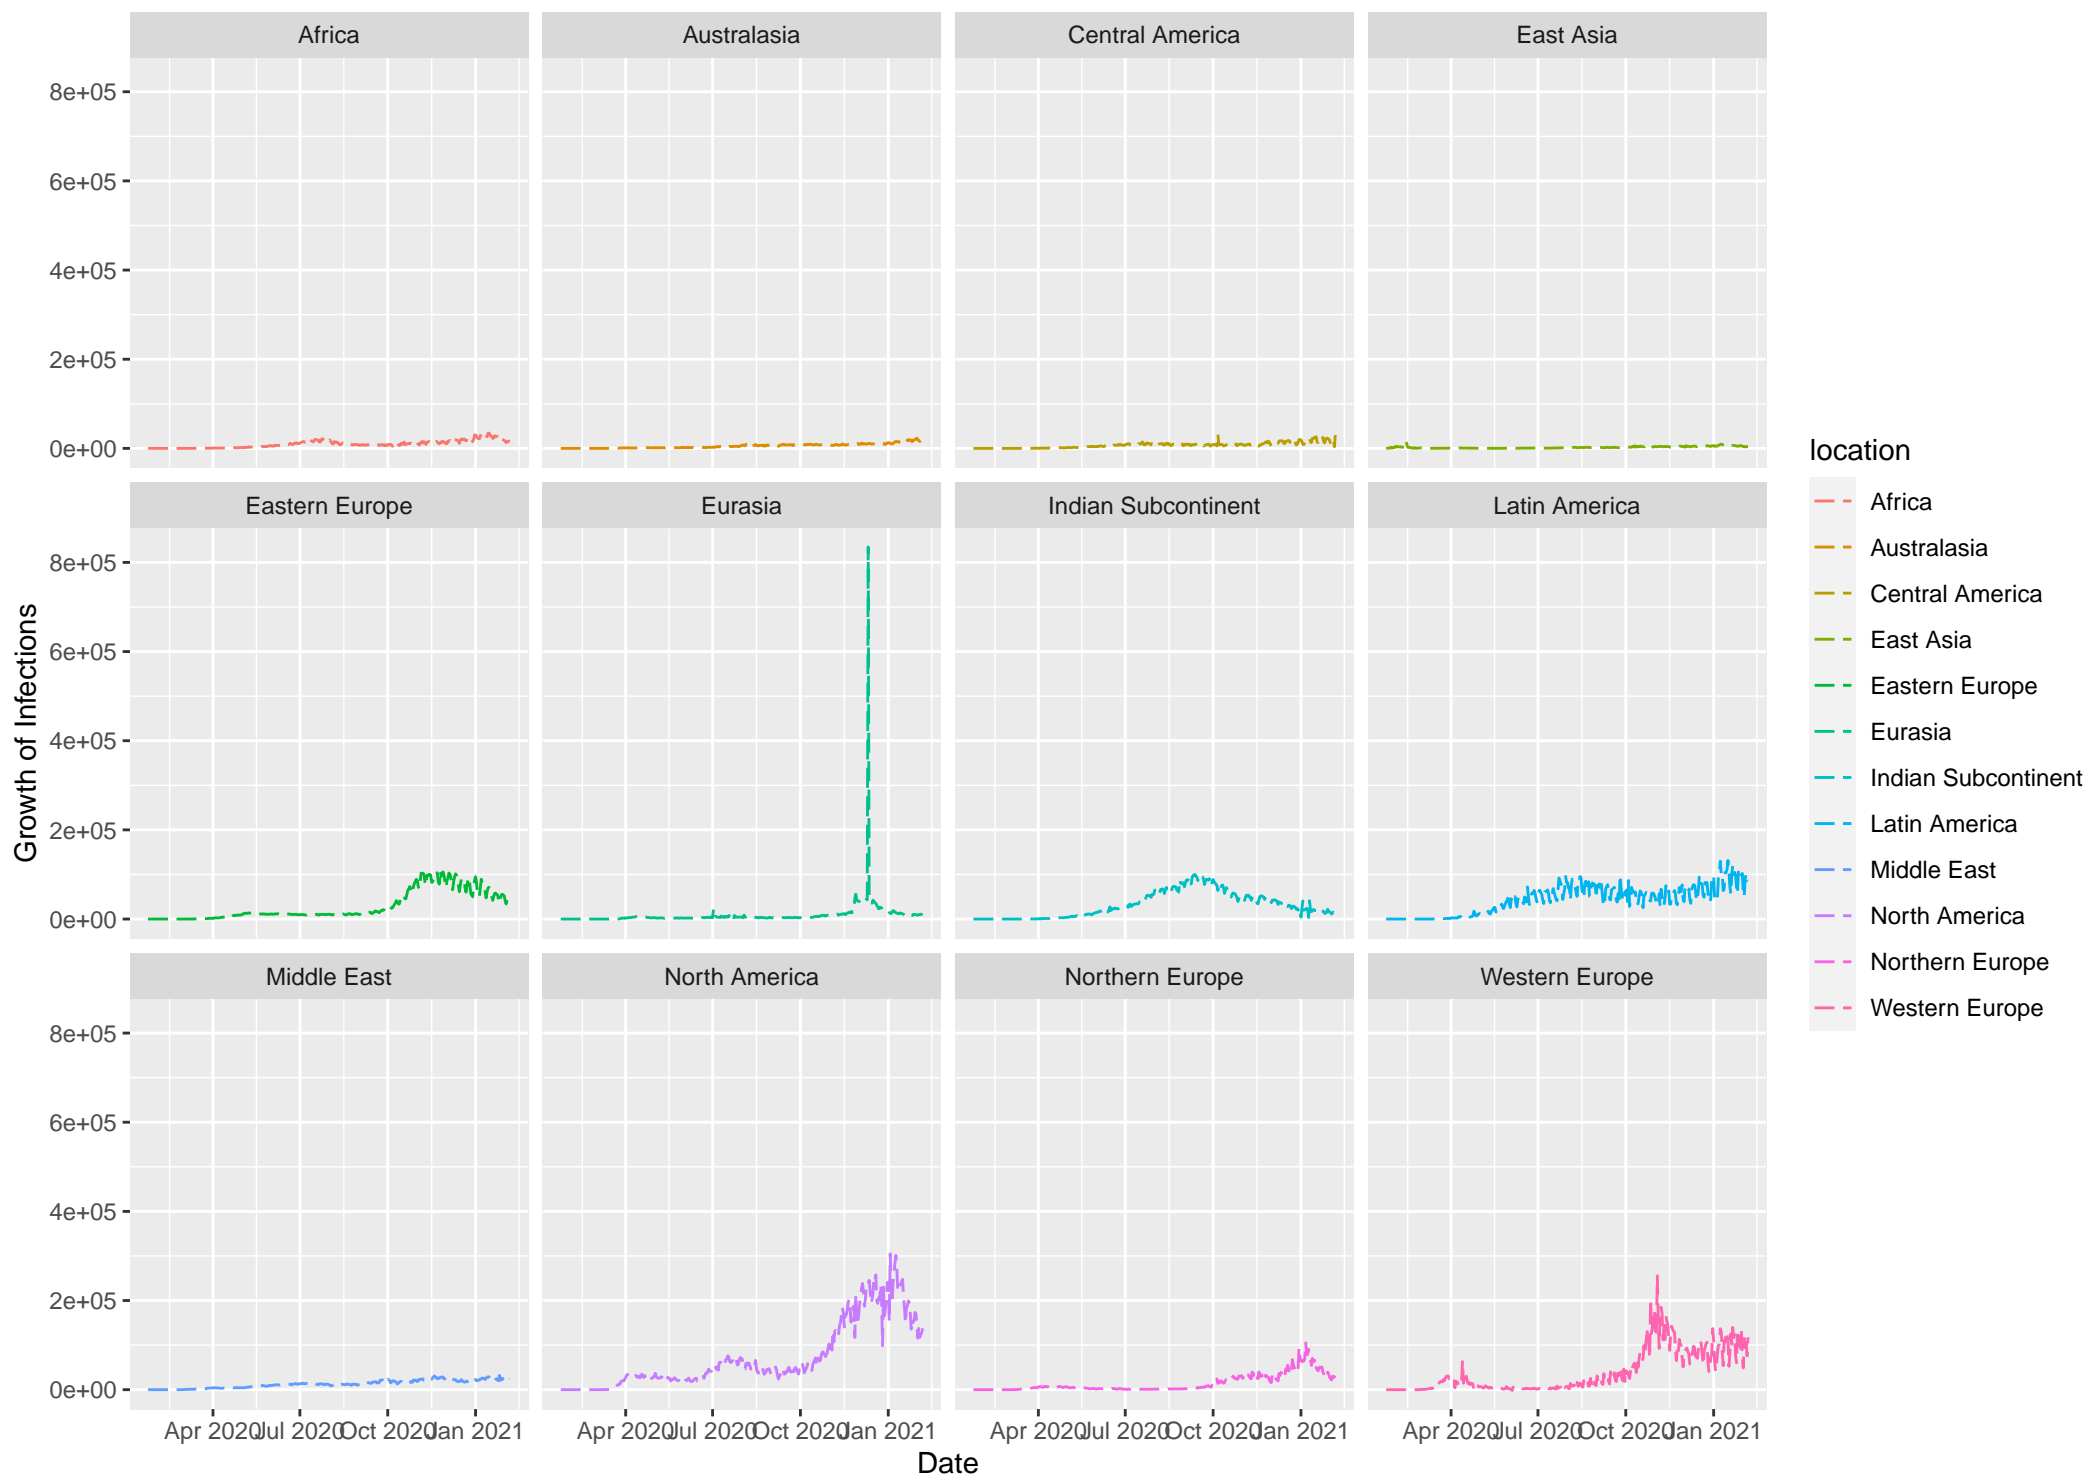 Africa
Australasia
Central America
East Asia
8e+05
6e+05
4e+05
2e+05
0e+00
Eastern Europe
Eurasia
Indian Subcontinent
Latin America
8e+05
6e+05
4e+05
2e+05
0e+00
Middle East
North America
Northern Europe
Western Europe
8e+05
6e+05
4e+05
2e+05
0e+00
Apr 2020 Jul 2020 Oct 2020 Jan 2021
Apr 2020 Jul 2020 Oct 2020 Jan 2021
Apr 2020 Jul 2020 Oct 2020 Jan 2021
Apr 2020 Jul 2020 Oct 2020 Jan 2021
Date
Growth of Infections
location
Africa
Australasia
Central America
East Asia
Eastern Europe
Eurasia
Indian Subcontinent
Latin America
Middle East
North America
Northern Europe
Western Europe